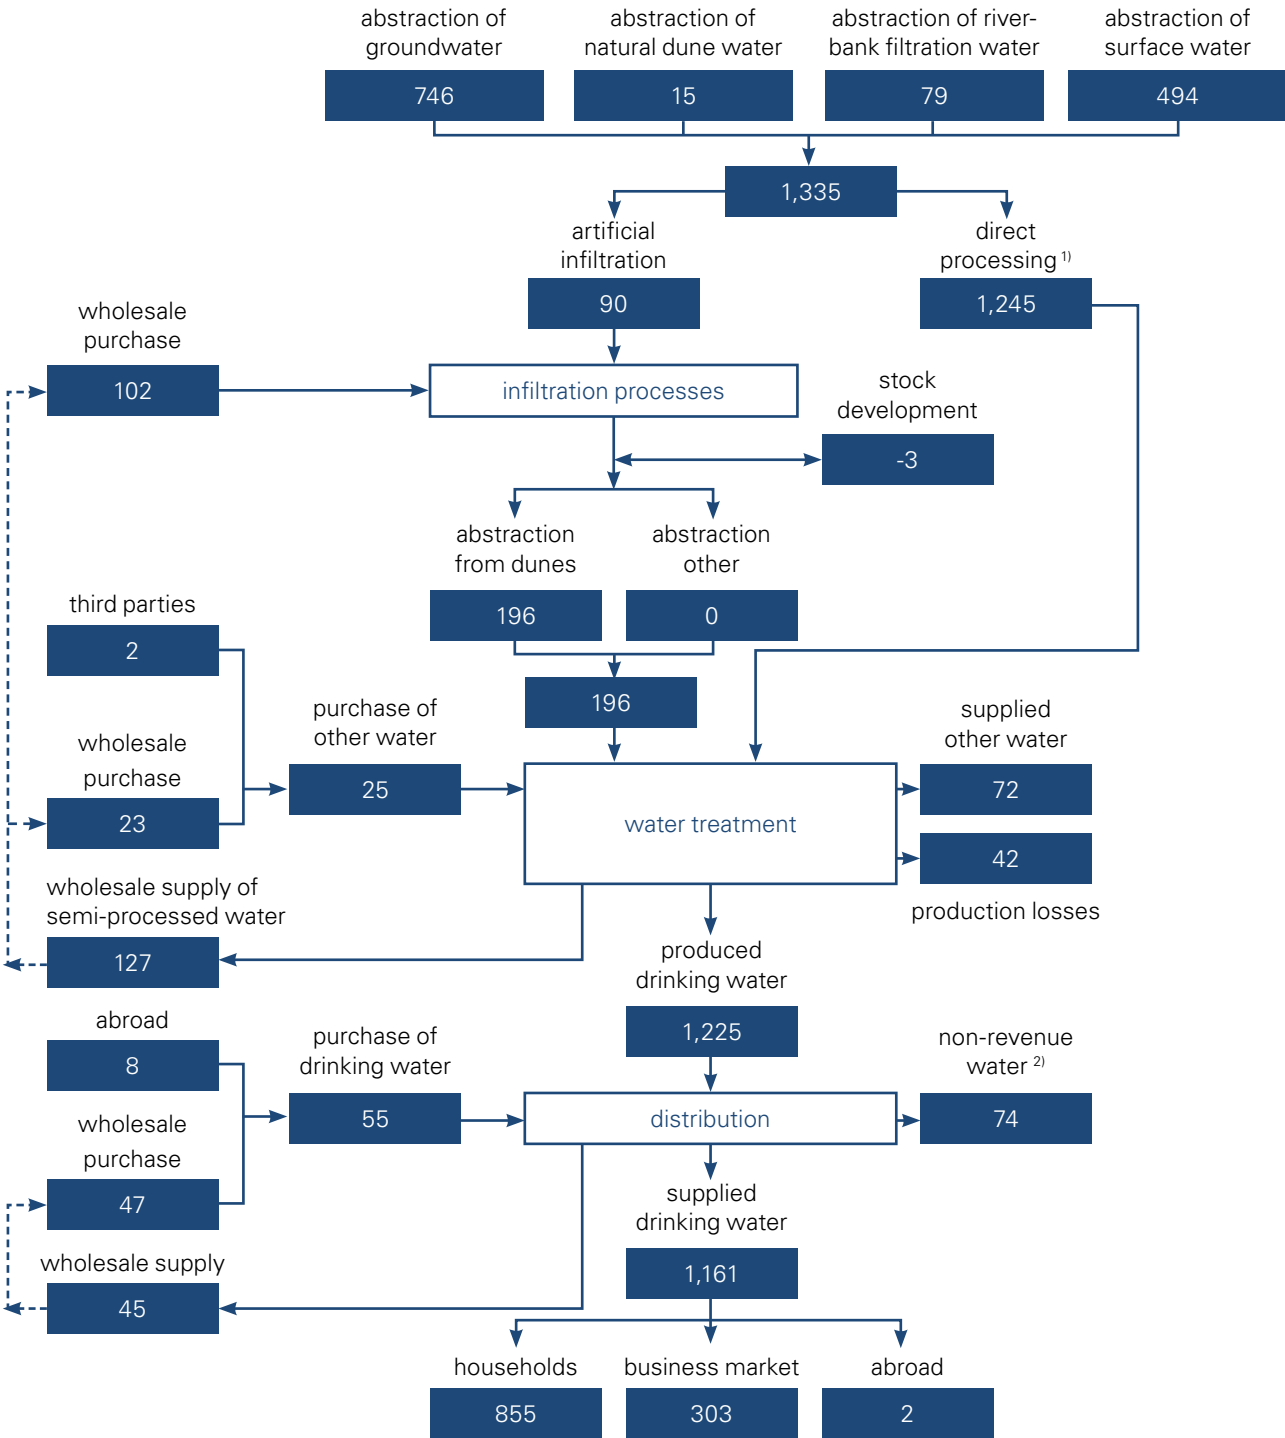 abstraction of
groundwater
746
abstraction of
natural dune water
15
abstraction of river-
bank filtration water
79
abstraction of
surface water
494
1,335
artificial
infiltration
90
direct
processing 1)
1,245
wholesale
purchase
102
infiltration processes
stock
development
-3
abstraction
from dunes
196
abstraction
other
0
third parties
2
196
wholesale
purchase
23
purchase of
other water
25
water treatment
supplied
other water
72
42
production losses
wholesale supply of
semi-processed water
127
produced
drinking water
1,225
abroad
8
wholesale
purchase
47
purchase of
drinking water
55
distribution
non-revenue
water 2)
74
supplied
drinking water
1,161
wholesale supply
45
households
855
business market
303
abroad
2